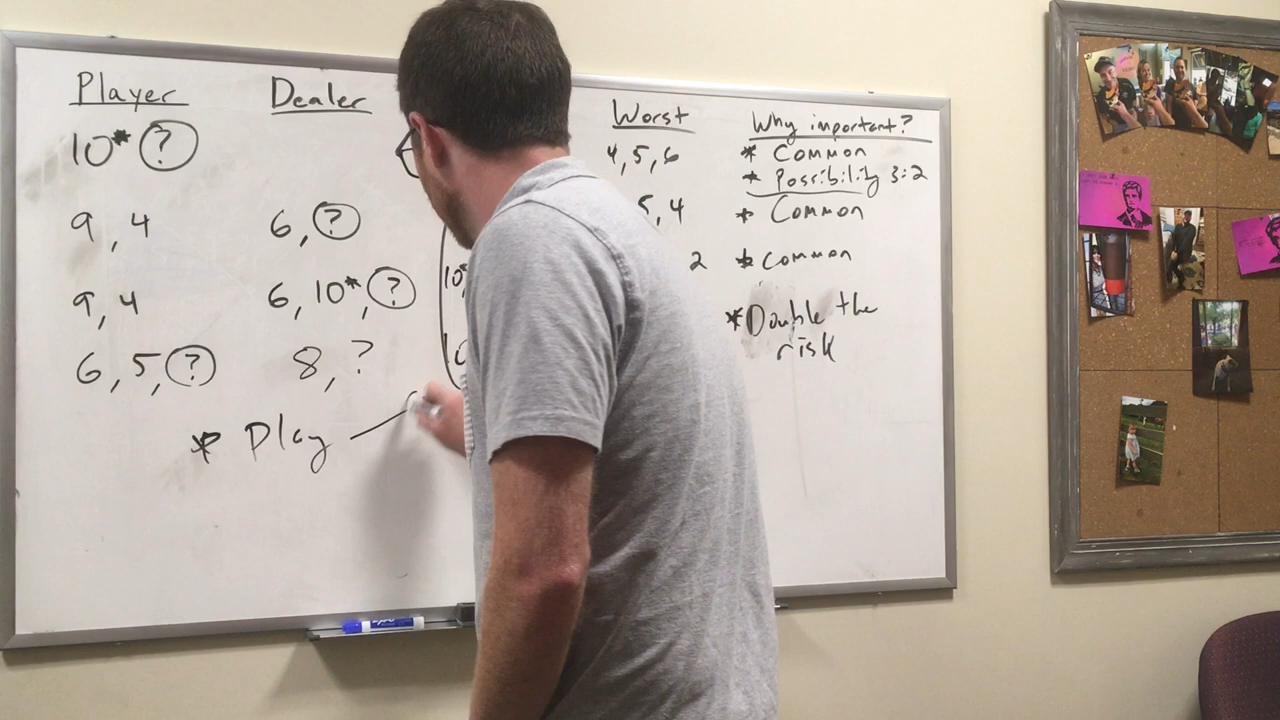 Player Dealer Worst Why important?
10* ? 4, 5, 6 * Common
* Possibility 3:2
9, 4 6, ? 5, 4 * Common
9, 4 6, 10*, ? 2 * Common
6, 5, ? 8, ? * Double the
risk
* Play